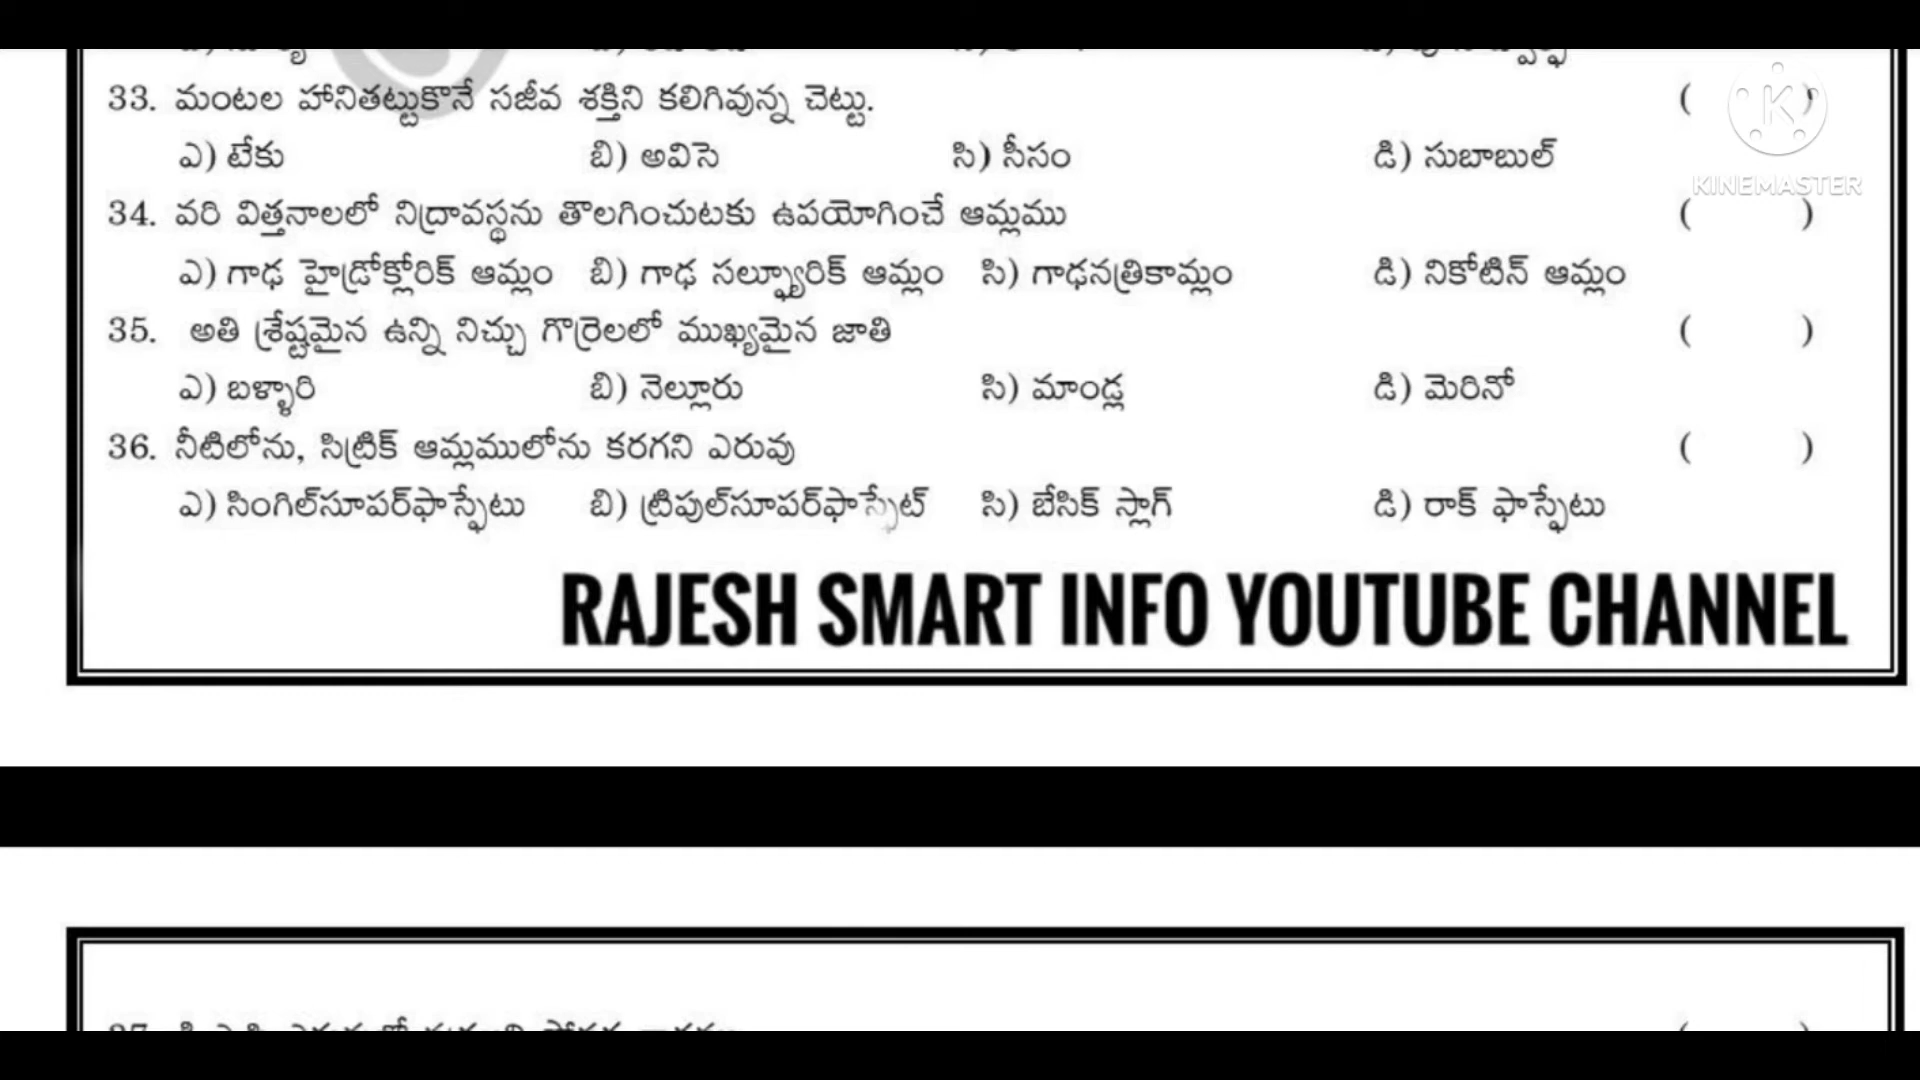 33. మంటల హానితట్టుకొనే సజీవ శక్తిని కలిగివున్న చెట్టు. ( )
ఎ) టేకు బి) అవిసె సి) సీసం డి) సుబాబుల్
KINEMASTER
34. వరి విత్తనాలలో నిద్రావస్థను తొలగించుటకు ఉపయోగించే ఆమ్లము ( )
ఎ) గాఢ హైడ్రోక్లోరిక్ ఆమ్లం బి) గాఢ సల్ఫ్యూరిక్ ఆమ్లం సి) గాఢనత్రికామ్లం డి) నికోటిన్ ఆమ్లం
35. అతి శ్రేష్టమైన ఉన్ని నిచ్చు గొర్రెలలో ముఖ్యమైన జాతి ( )
ఎ) బళ్ళారి బి) నెల్లూరు సి) మాండ్ల డి) మెరినో
36. నీటిలోను, సిట్రిక్ ఆమ్లములోను కరగని ఎరువు ( )
ఎ) సింగిల్‌సూపర్‌ఫాస్ఫేటు బి) ట్రిపుల్‌సూపర్‌ఫాస్ఫేట్ సి) బేసిక్ స్లాగ్ డి) రాక్ ఫాస్ఫేటు
RAJESH SMART INFO YOUTUBE CHANNEL